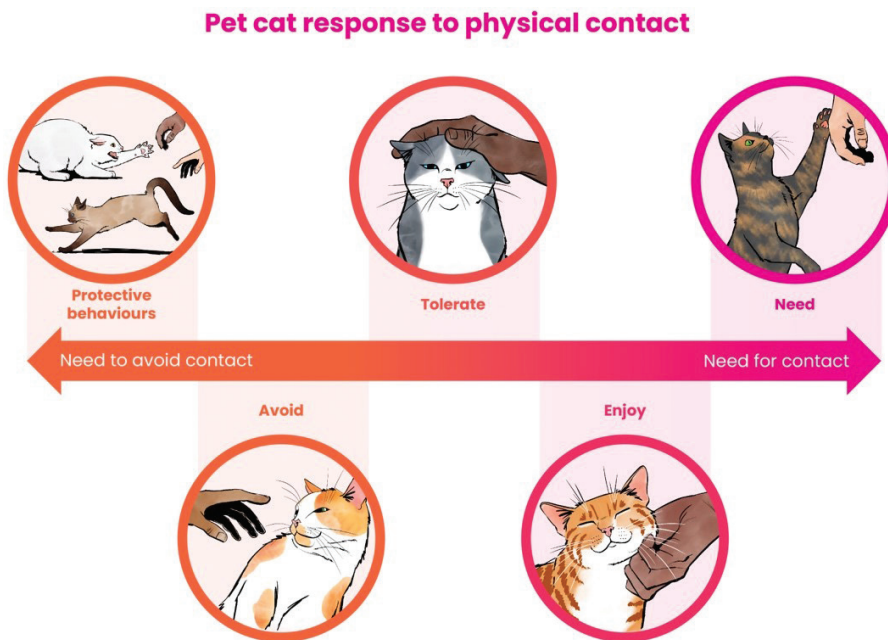 Pet cat response to physical contact
Protective
behaviours
Tolerate
Need
Need to avoid contact
Need for contact
Avoid
Enjoy